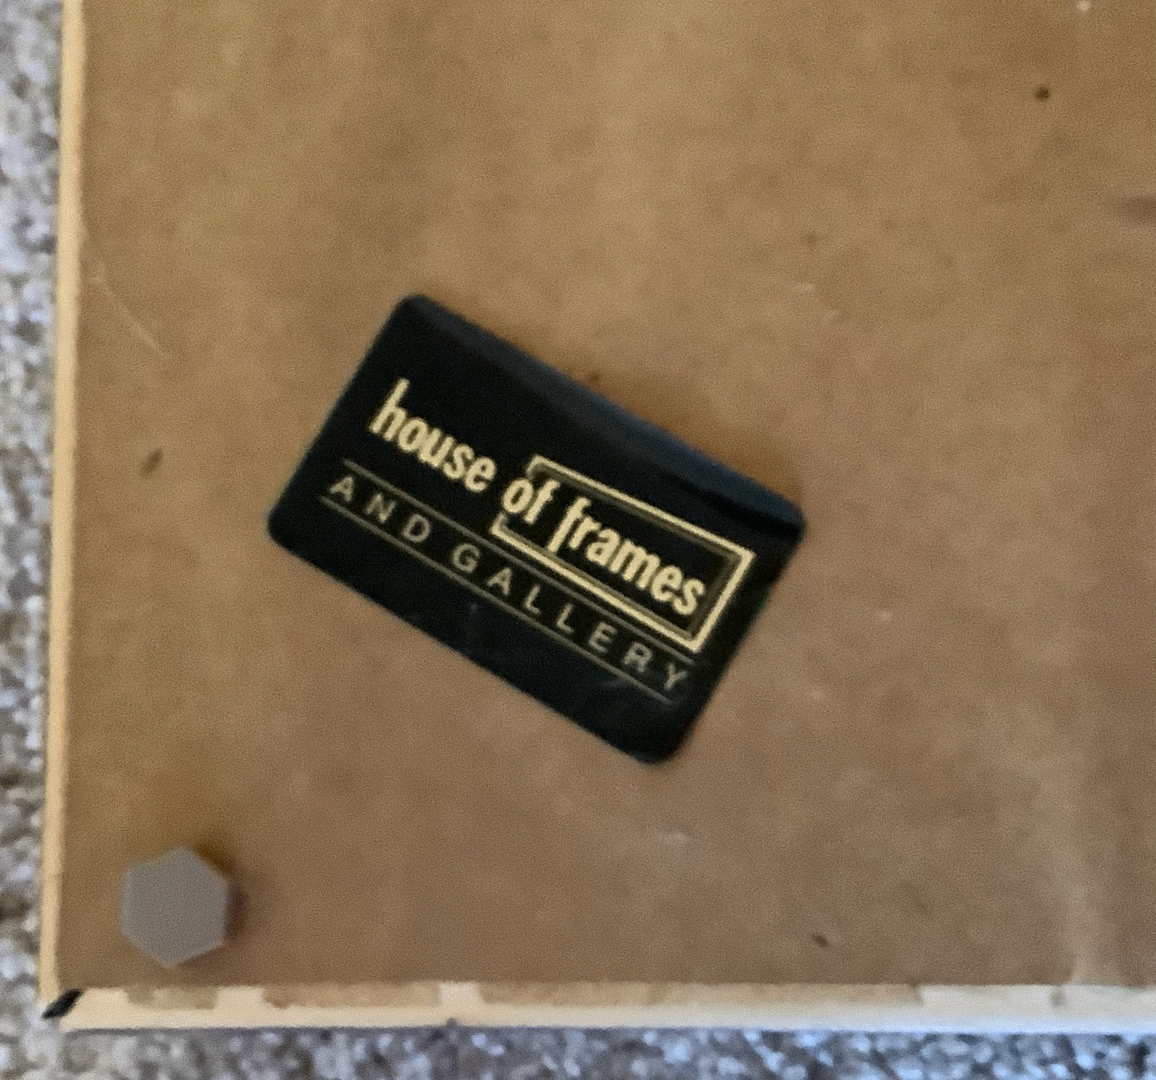 house of frames
AND GALLERY